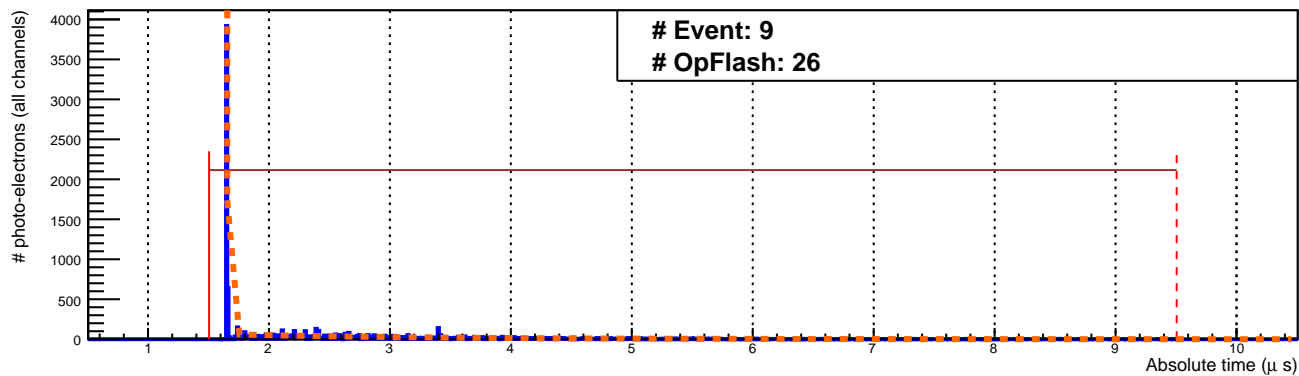 # Event: 9
# OpFlash: 26
# photo-electrons (all channels)
4000
3500
3000
2500
2000
1500
1000
500
0
1 2 3 4 5 6 7 8 9 10
Absolute time (μ s)